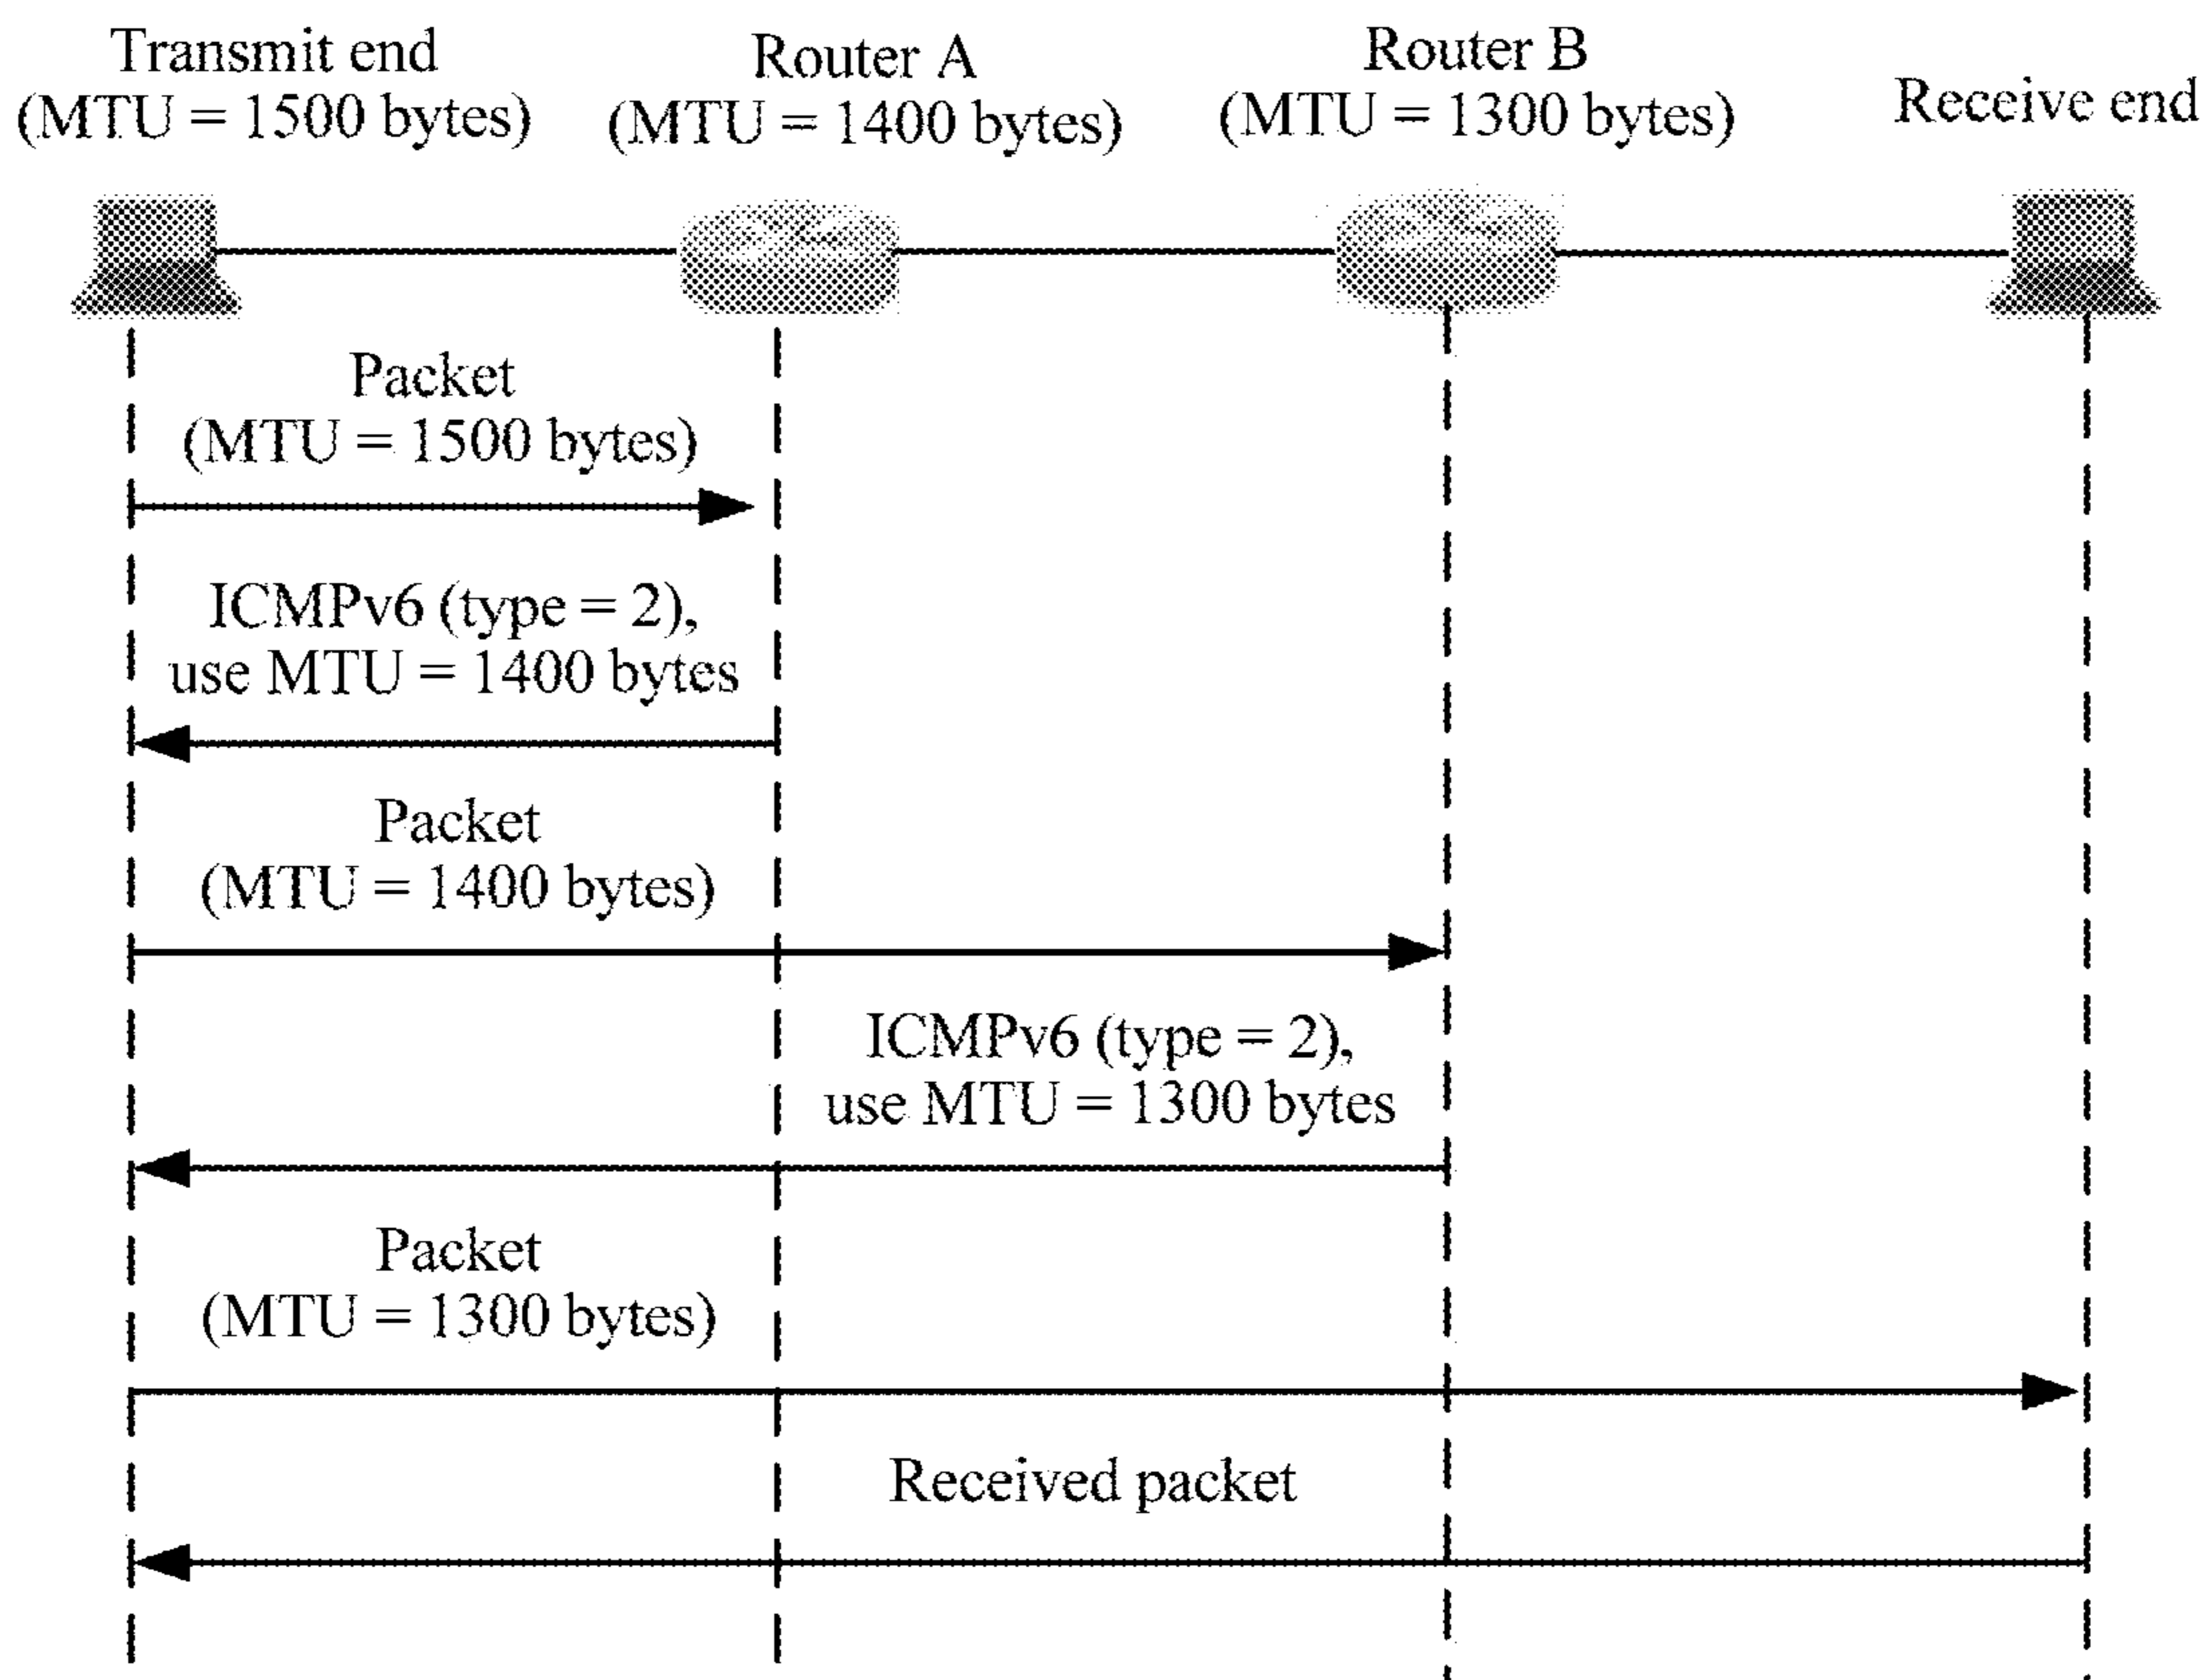 Transmit end
(MTU = 1500 bytes)
Router A
(MTU = 1400 bytes)
Router B
(MTU = 1300 bytes)
Receive end
Packet
(MTU = 1500 bytes)
ICMPv6 (type = 2),
use MTU = 1400 bytes
Packet
(MTU = 1400 bytes)
ICMPv6 (type = 2),
use MTU = 1300 bytes
Packet
(MTU = 1300 bytes)
Received packet